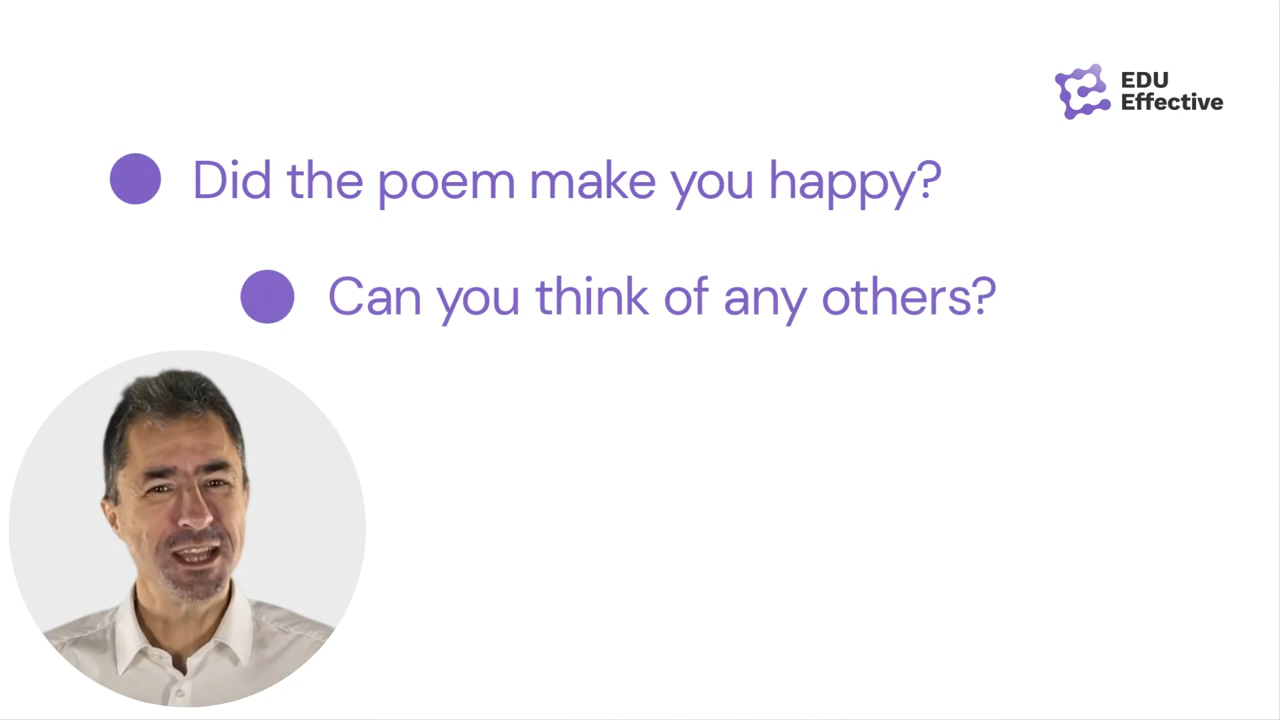 EDU
Effective
Did the poem make you happy?
Can you think of any others?